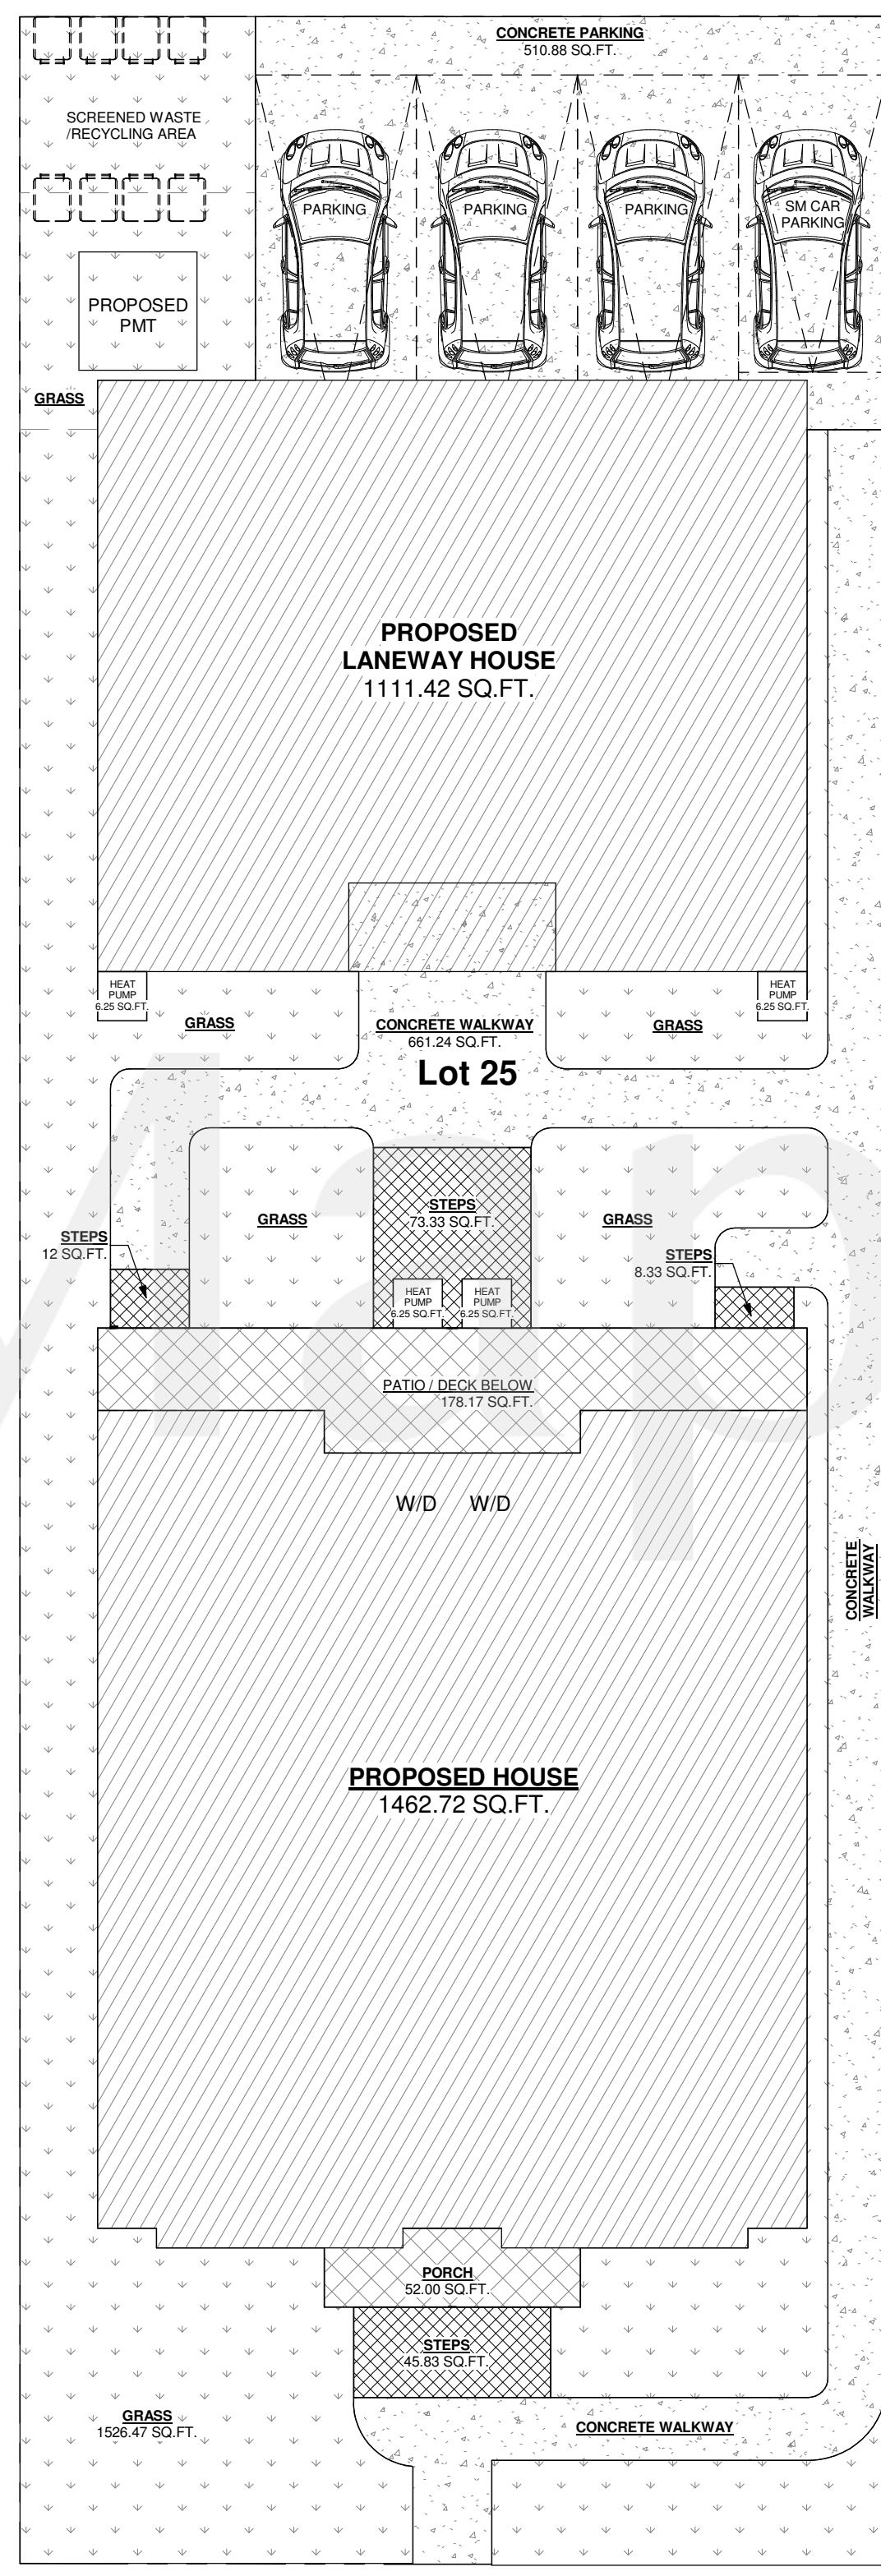 CONCRETE PARKING
510.88 SQ.FT.
SCREENED WASTE
/RECYCLING AREA
PARKING
PARKING
PARKING
SM CAR
PARKING
PROPOSED
PMT
GRASS
PROPOSED
LANEWAY HOUSE
1111.42 SQ.FT.
HEAT
PUMP
6.25 SQ.FT.
HEAT
PUMP
6.25 SQ.FT.
GRASS
CONCRETE WALKWAY
661.24 SQ.FT.
GRASS
Lot 25
STEPS
73.33 SQ.FT.
GRASS
GRASS
STEPS
12 SQ.FT.
STEPS
8.33 SQ.FT.
HEAT
PUMP
6.25 SQ.FT.
HEAT
PUMP
6.25 SQ.FT.
PATIO / DECK BELOW
178.17 SQ.FT.
W/D
W/D
CONCRETE
WALKWAY
PROPOSED HOUSE
1462.72 SQ.FT.
PORCH
52.00 SQ.FT.
STEPS
45.83 SQ.FT.
GRASS
1526.47 SQ.FT.
CONCRETE WALKWAY